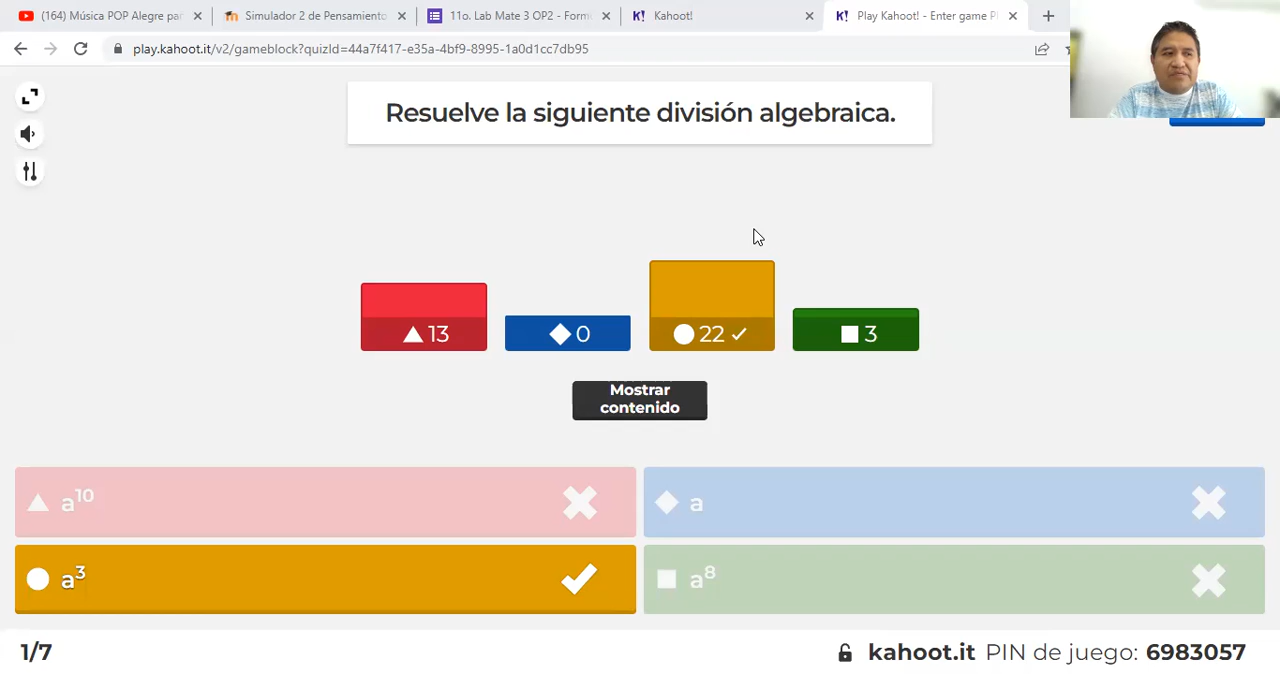 (164) Música POP Alegre par
Simulador 2 de Pensamiento
11o. Lab Mate 3 OP2 - Form
K! Kahoot!
K! Play Kahoot! - Enter game P
play.kahoot.it/v2/gameblock?quizId=44a7f417-e35a-4bf9-8995-1a0d1cc7db95
Resuelve la siguiente división algebraica.
13
0
22
3
Mostrar
contenido
a¹⁰
a
a³
a⁸
1/7
kahoot.it PIN de juego: 6983057